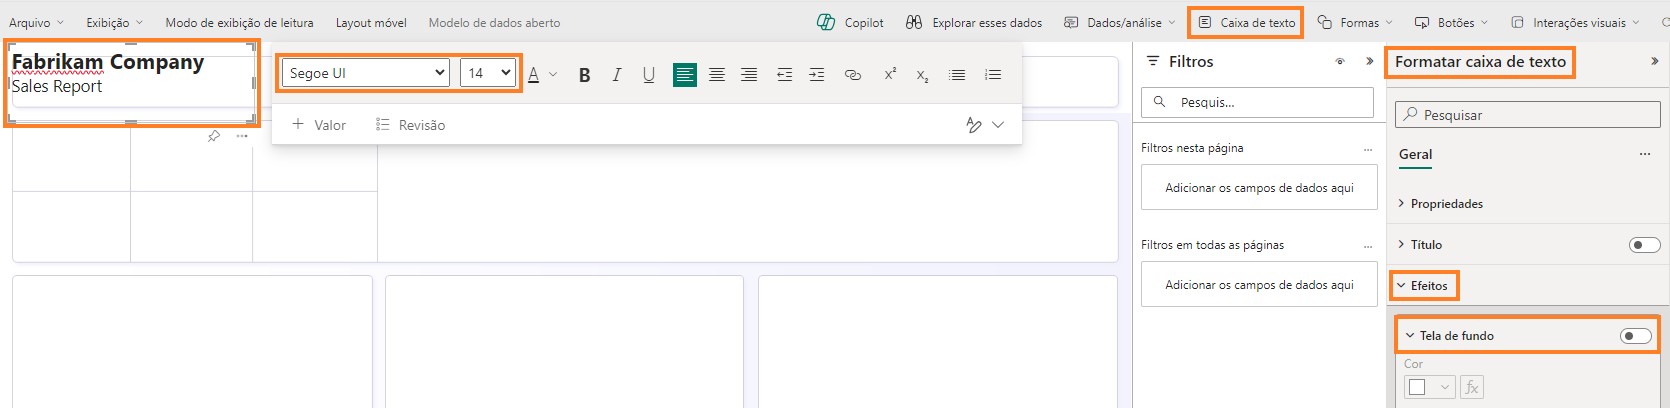 Arquivo Exibição Modo de exibição de leitura Layout móvel Modelo de dados aberto Copilot Explorar esses dados Dados/análise Caixa de texto Formas Botões Interações visuais
Fabrikam Company
Sales Report
Segoe UI 14 A B I U x² x₂
Valor Revisão
Filtros
Pesquis...
Filtros nesta página ...
Adicionar os campos de dados aqui
Filtros em todas as páginas ...
Adicionar os campos de dados aqui
Formatar caixa de texto
Pesquisar
Geral ...
Propriedades
Título
Efeitos
Tela de fundo
Cor
fx